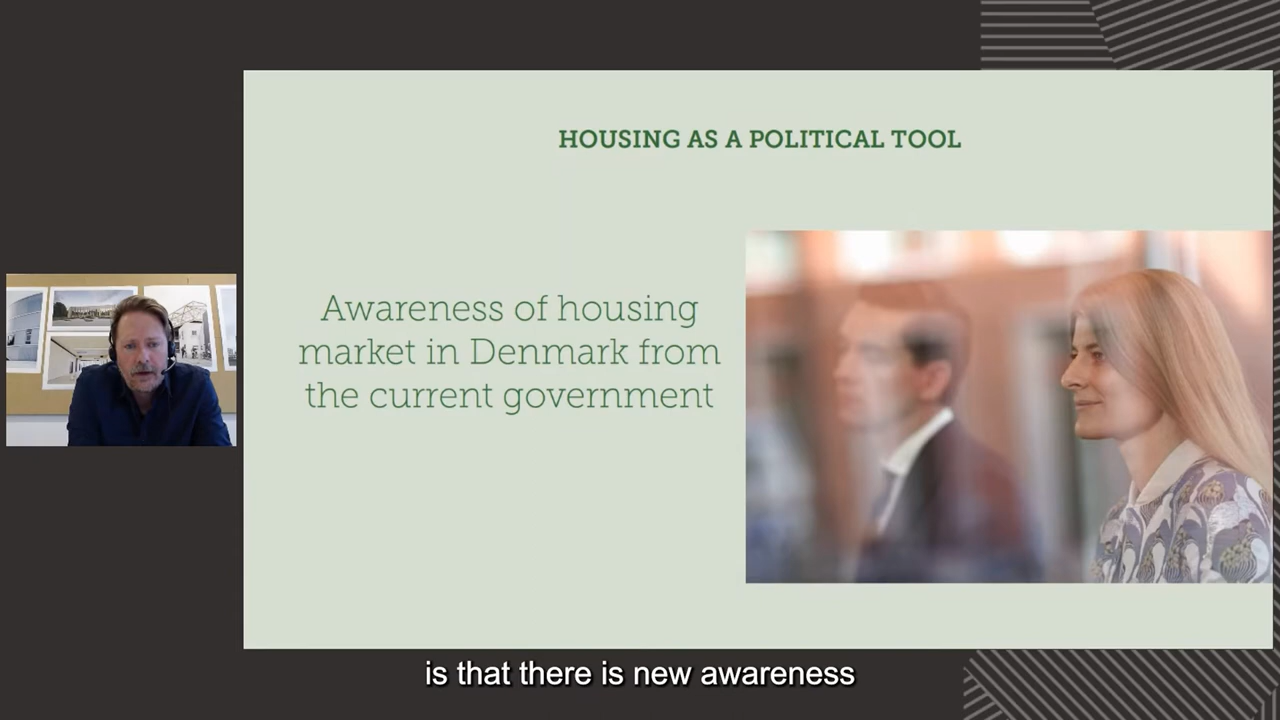 HOUSING AS A POLITICAL TOOL
Awareness of housing
market in Denmark from
the current government
is that there is new awareness